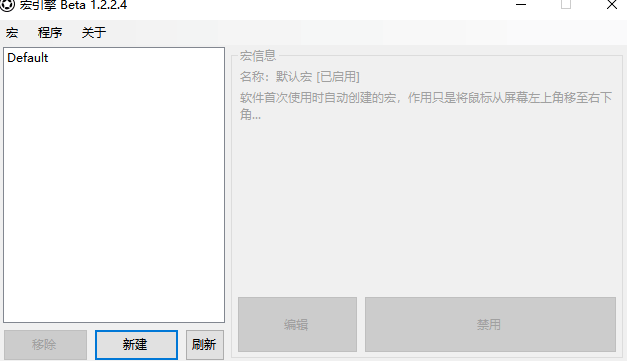 宏引擎 Beta 1.2.2.4
宏 程序 关于
Default
宏信息
名称：默认宏 [已启用]
软件首次使用时自动创建的宏，作用只是将鼠标从屏幕左上角移至右下
角...
编辑 禁用
移除 新建 刷新